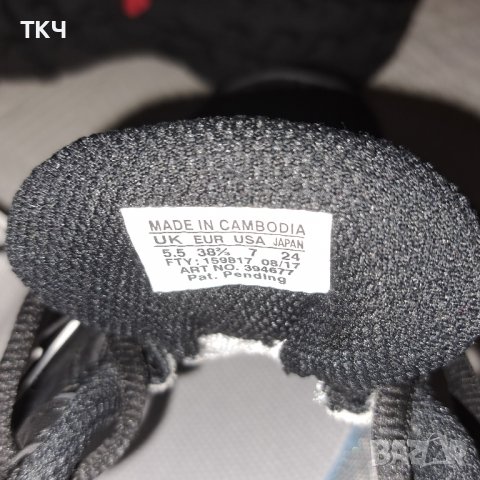 ТКЧ
MADE IN CAMBODIA
UK EUR USA JAPAN
5.5 38⅔ 7 24
FTY: 159817 08/17
ART NO. 394677
Pat. Pending
BAZAR